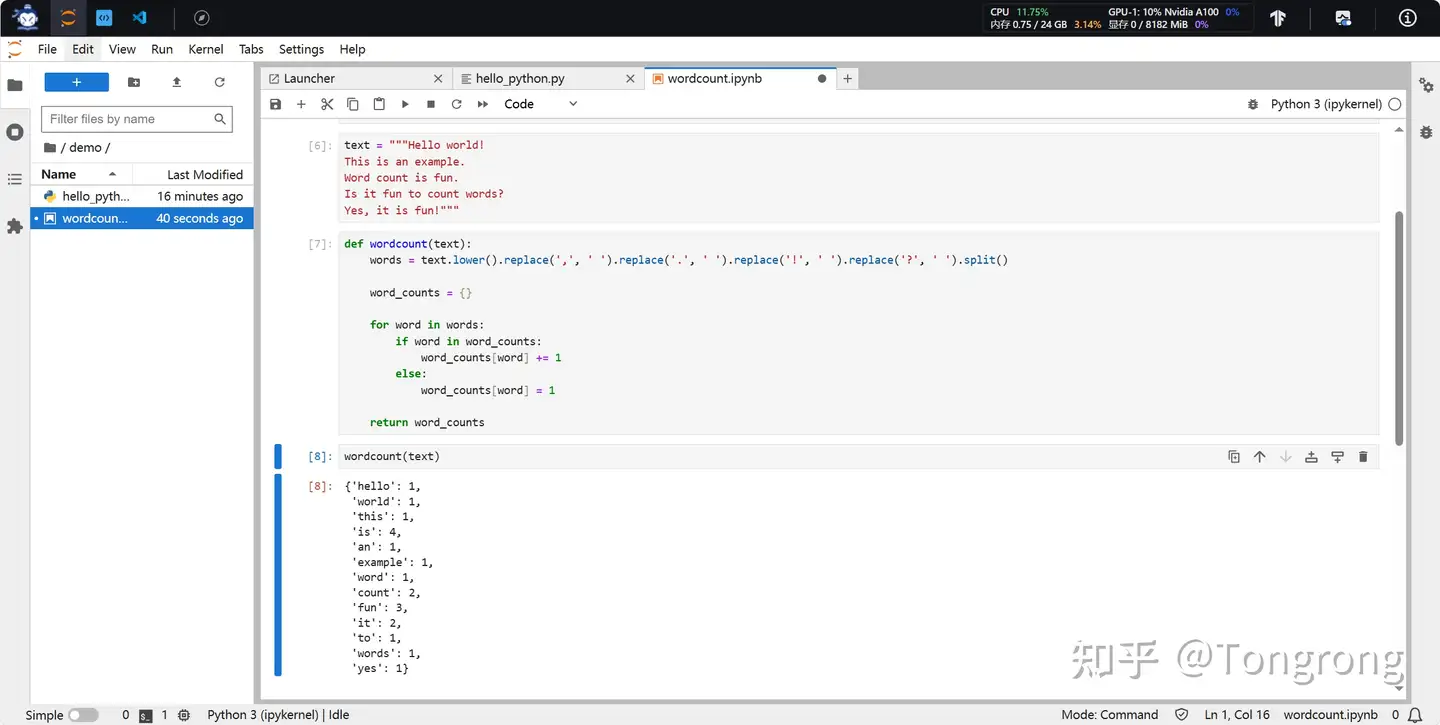 CPU 11.75% GPU-1: 10% Nvidia A100 0%
内存 0.75 / 24 GB 3.14% 显存 0 / 8182 MiB 0%
File Edit View Run Kernel Tabs Settings Help
Launcher hello_python.py wordcount.ipynb
Code
Python 3 (ipykernel)
Filter files by name
/ demo /
Name Last Modified
hello_pyth... 16 minutes ago
wordcoun... 40 seconds ago
[6]: text = """Hello world!
This is an example.
Word count is fun.
Is it fun to count words?
Yes, it is fun!"""
[7]: def wordcount(text):
words = text.lower().replace(',', ' ').replace('.', ' ').replace('!', ' ').replace('?', ' ').split()
word_counts = {}
for word in words:
if word in word_counts:
word_counts[word] += 1
else:
word_counts[word] = 1
return word_counts
[8]: wordcount(text)
[8]: {'hello': 1,
'world': 1,
'this': 1,
'is': 4,
'an': 1,
'example': 1,
'word': 1,
'count': 2,
'fun': 3,
'it': 2,
'to': 1,
'words': 1,
'yes': 1}
知乎 @Tongrong
Simple 0 1 Python 3 (ipykernel) | Idle Mode: Command Ln 1, Col 16 wordcount.ipynb 0